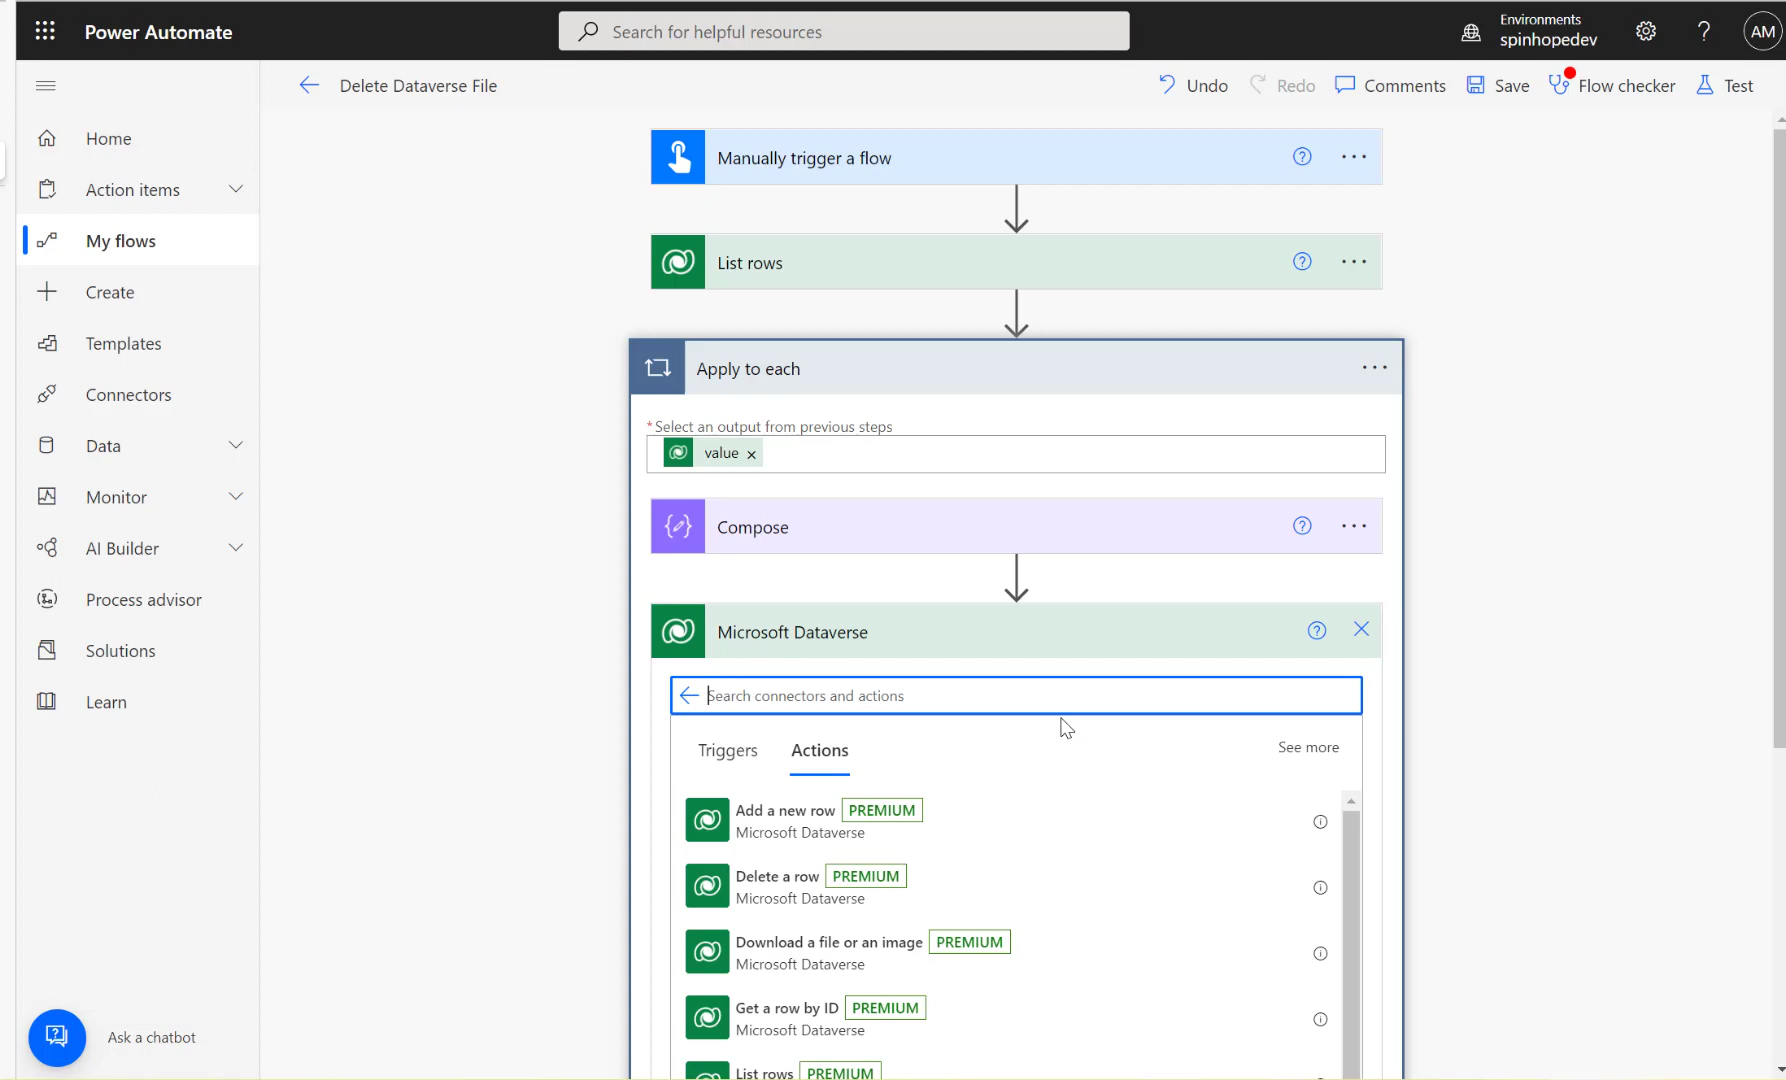 Power Automate
Search for helpful resources
Environments
spinhopedev
?
AM
Delete Dataverse File
Undo
Redo
Comments
Save
Flow checker
Test
Home
Action items
My flows
Create
Templates
Connectors
Data
Monitor
AI Builder
Process advisor
Solutions
Learn
Ask a chatbot
Manually trigger a flow
List rows
Apply to each
*Select an output from previous steps
value ×
Compose
Microsoft Dataverse
Search connectors and actions
Triggers
Actions
See more
Add a new row PREMIUM
Microsoft Dataverse
Delete a row PREMIUM
Microsoft Dataverse
Download a file or an image PREMIUM
Microsoft Dataverse
Get a row by ID PREMIUM
Microsoft Dataverse
List rows PREMIUM